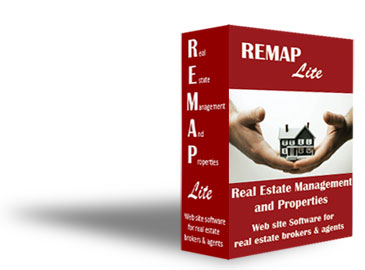 Real
Estate
Management
And
Properties
Lite
Web site software
for real estate
brokers & agents
REMAP
Lite
Real Estate Management
and Properties
Web site Software for
real estate brokers & agents